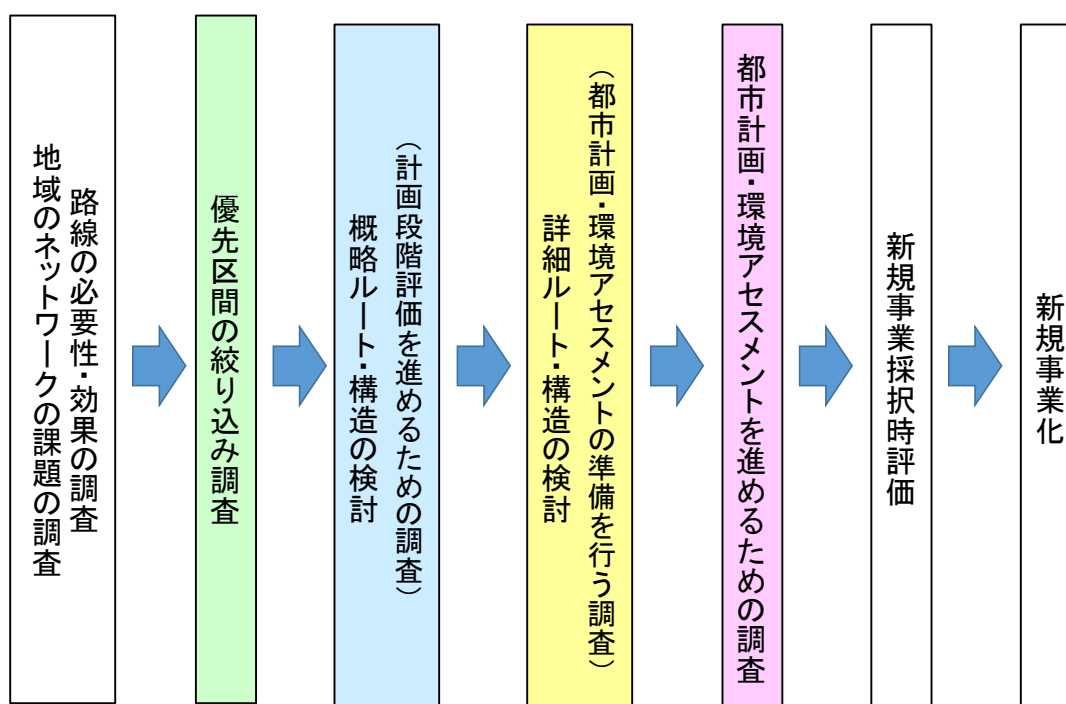 路線の必要性・効果の調査
地域のネットワークの課題の調査
優先区間の絞り込み調査
（計画段階評価を進めるための調査）
概略ルート・構造の検討
（都市計画・環境アセスメントの準備を行う調査）
詳細ルート・構造の検討
都市計画・環境アセスメントを進めるための調査
新規事業採択時評価
新規事業化